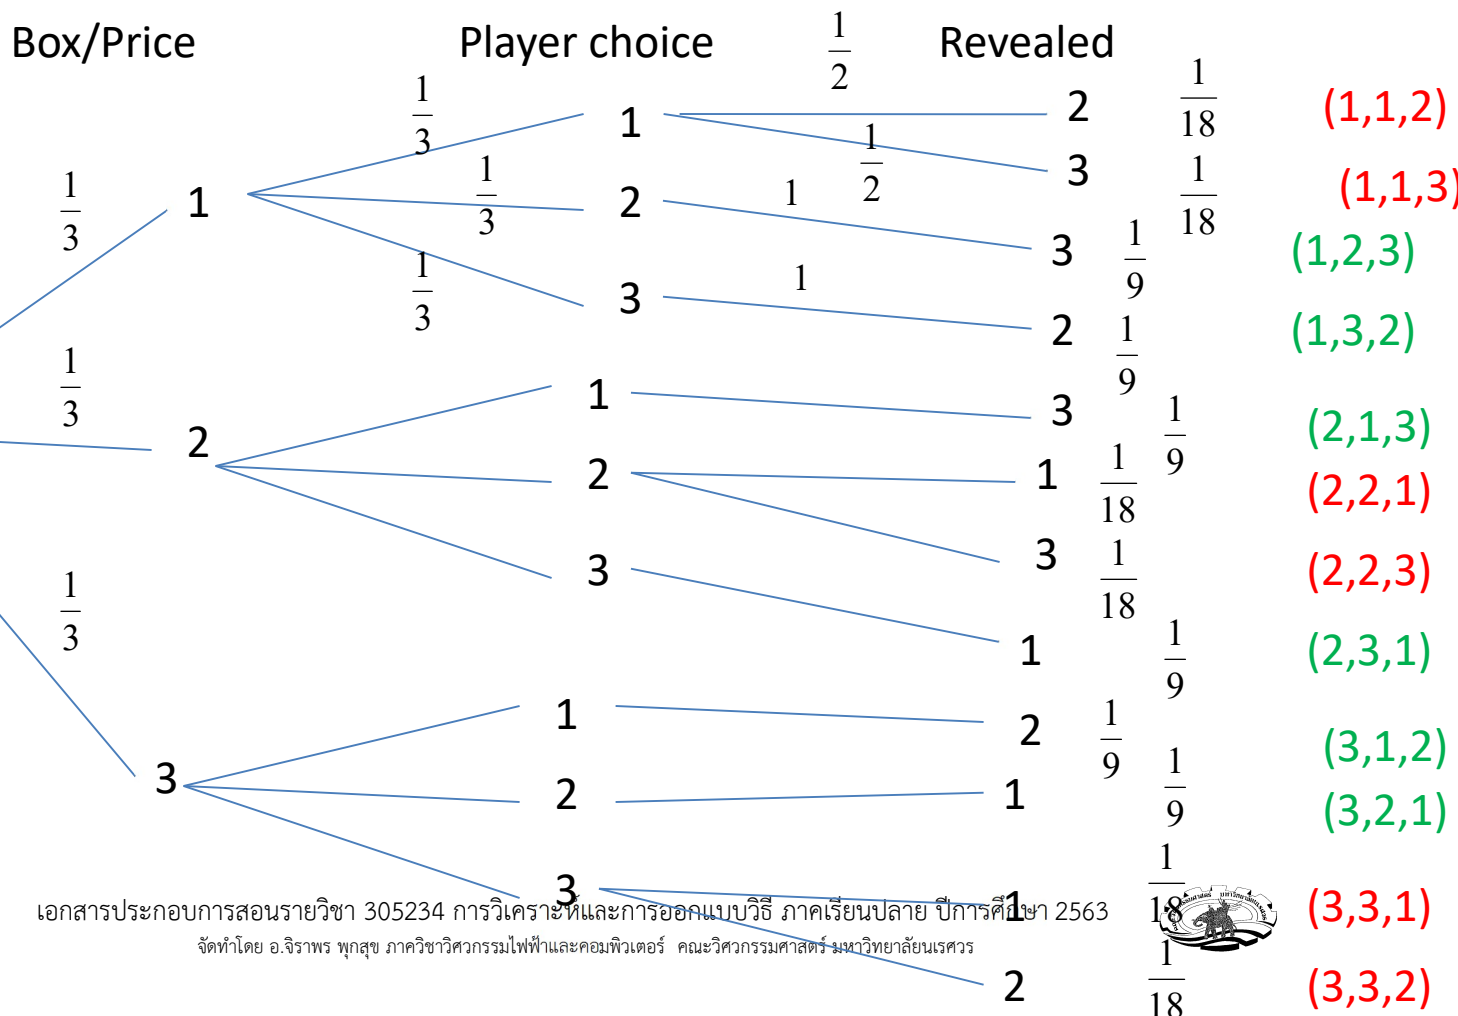 Box/Price Player choice 1/2 Revealed
1/3 1 2 1/18 (1,1,2)
1/3 1 1/3 2 1/2 3 1/18 (1,1,3)
1 3 1/9 (1,2,3)
1/3 3 1 2 1/9 (1,3,2)
1/3 1 3 1/9 (2,1,3)
2 2 1 1/18 (2,2,1)
3 3 1/18 (2,2,3)
1/3 1 1/9 (2,3,1)
1 2 1/9 (3,1,2)
3 2 1 1/9 (3,2,1)
3 1 1/18 (3,3,1)
เอกสารประกอบการสอนรายวิชา 305234 การวิเคราะห์และการออกแบบวิธี ภาคเรียนปลาย ปีการศึกษา 2563
จัดทำโดย อ.จิราพร พุกสุข ภาควิชาวิศวกรรมไฟฟ้าและคอมพิวเตอร์ คณะวิศวกรรมศาสตร์ มหาวิทยาลัยนเรศวร
2 1/18 (3,3,2)